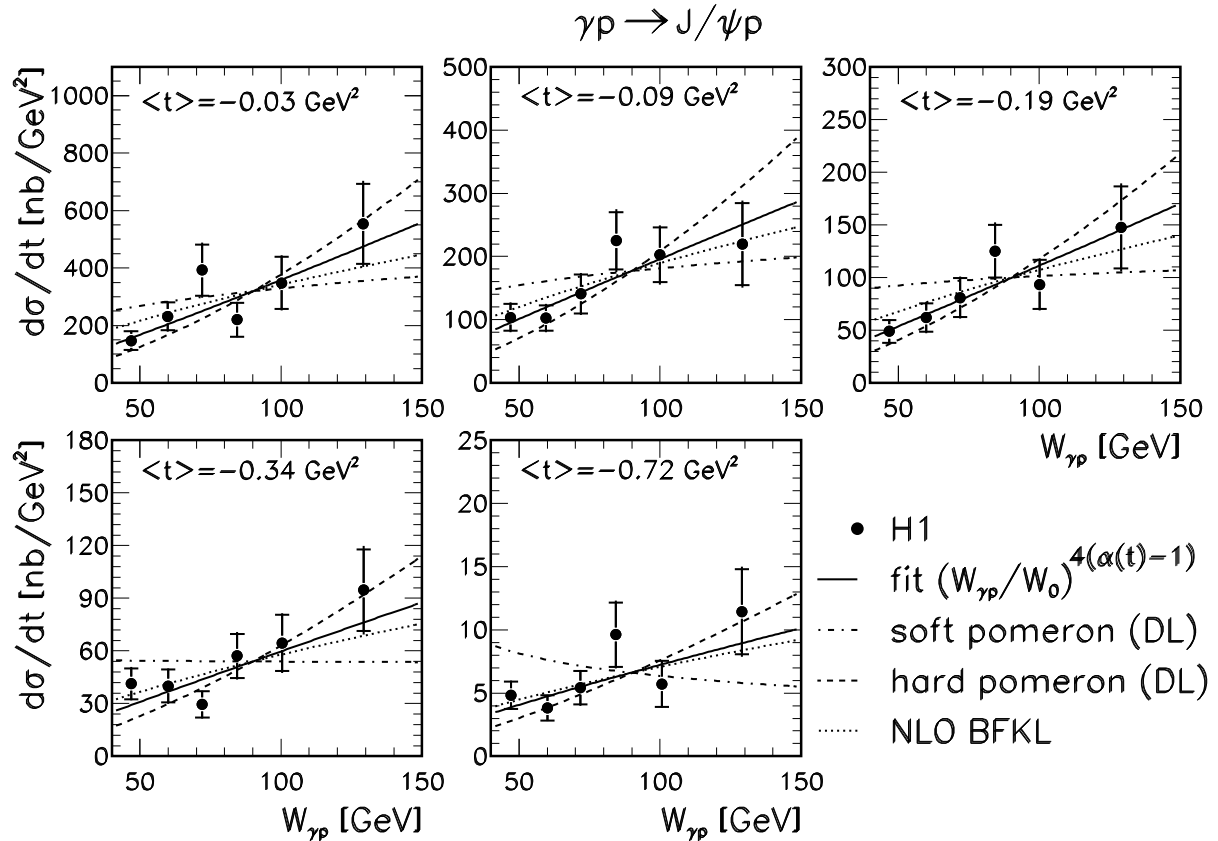 γp → J/ψp
<t>=−0.03 GeV²
<t>=−0.09 GeV²
<t>=−0.19 GeV²
dσ/dt [nb/GeV²]
1000
800
600
400
200
0
500
400
300
200
100
0
300
250
200
150
100
50
0
50 100 150
50 100 150
50 100 150
W_γp [GeV]
<t>=−0.34 GeV²
<t>=−0.72 GeV²
dσ/dt [nb/GeV²]
180
150
120
90
60
30
0
25
20
15
10
5
0
50 100 150
50 100 150
W_γp [GeV]
W_γp [GeV]
H1
fit (W_γp/W_0)^4(α(t)−1)
soft pomeron (DL)
hard pomeron (DL)
NLO BFKL